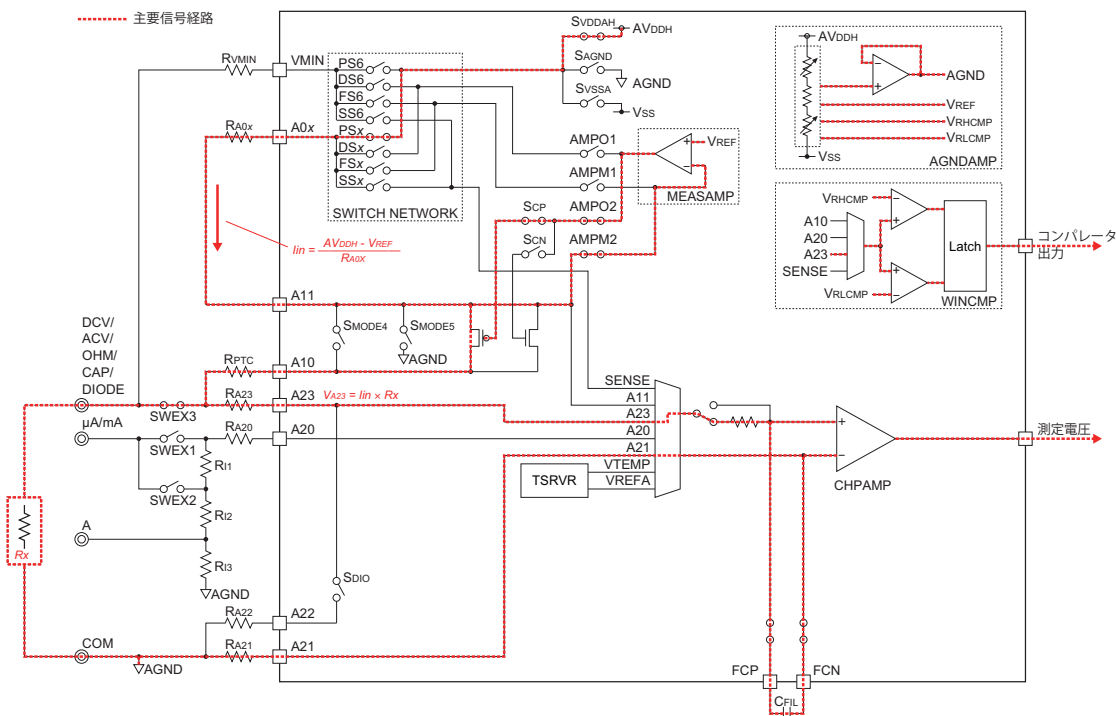 主要信号経路
SVDDAH
AVDDH
SAGND
AGND
SVSSA
VSS
RVMIN
VMIN
PS6
DS6
FS6
SS6
RA0x
A0x
PSx
DSx
FSx
SSx
SWITCH NETWORK
AMPO1
AMPM1
AMPO2
AMPM2
VREF
MEASAMP
SCP
SCN
Iin = AVDDH - VREF
RA0X
AVDDH
AGND
VREF
VRHCMP
VRLCMP
VSS
AGNDAMP
VRHCMP
A10
A20
A23
SENSE
VRLCMP
Latch
WINCMP
コンパレータ
出力
A11
SMODE4
SMODE5
AGND
DCV/
ACV/
OHM/
CAP/
DIODE
RPTC
A10
RA23
A23
VA23 = Iin × Rx
SWEX3
µA/mA
SWEX1
RA20
A20
RI1
SWEX2
RI2
A
RI3
AGND
Rx
SENSE
A11
A23
A20
A21
VTEMP
VREFA
TSRVR
CHPAMP
測定電圧
SDIO
RA22
A22
COM
AGND
RA21
A21
FCP
FCN
CFIL